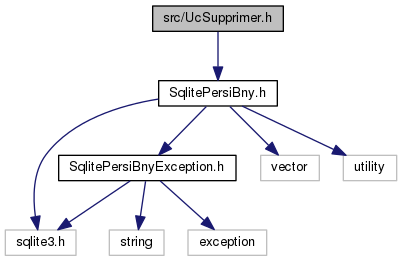 src/UcSupprimer.h
SqlitePersiBny.h
SqlitePersiBnyException.h
vector
utility
sqlite3.h
string
exception